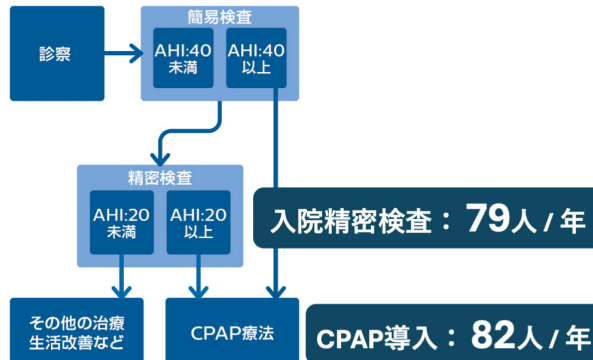 簡易検査
診察
AHI:40
未満
AHI:40
以上
精密検査
AHI:20
未満
AHI:20
以上
入院精密検査：79人 / 年
その他の治療
生活改善など
CPAP療法
CPAP導入：82人 / 年